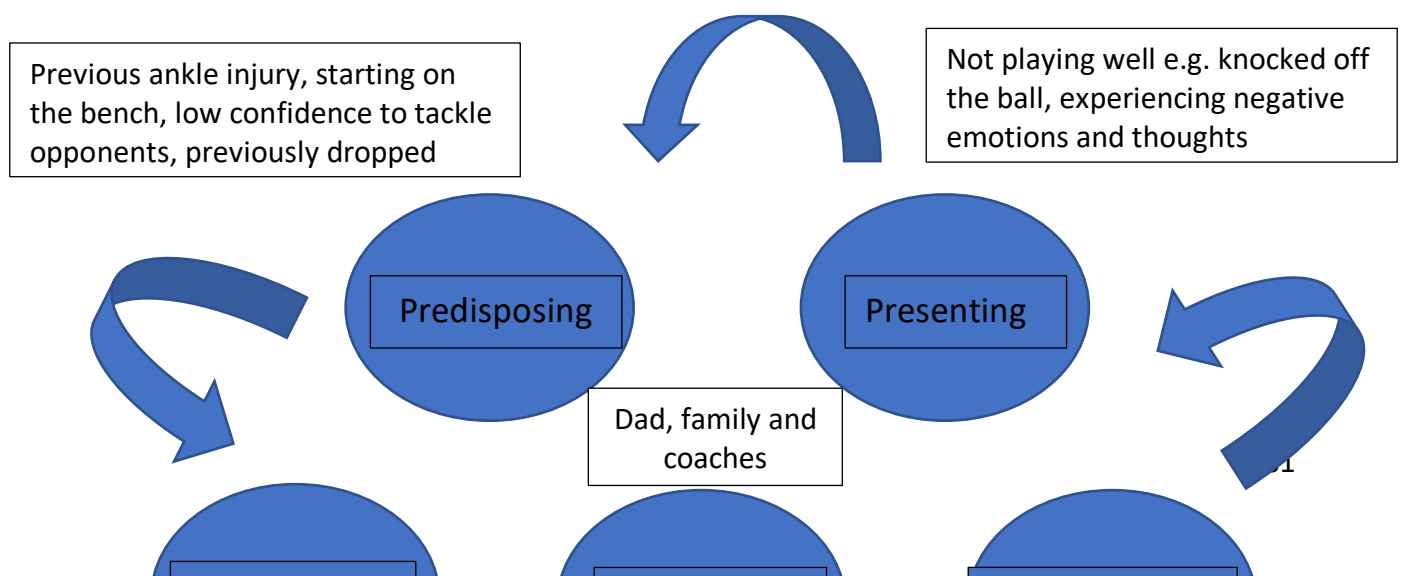 Previous ankle injury, starting on
the bench, low confidence to tackle
opponents, previously dropped
Not playing well e.g. knocked off
the ball, experiencing negative
emotions and thoughts
Predisposing
Presenting
Dad, family and
coaches